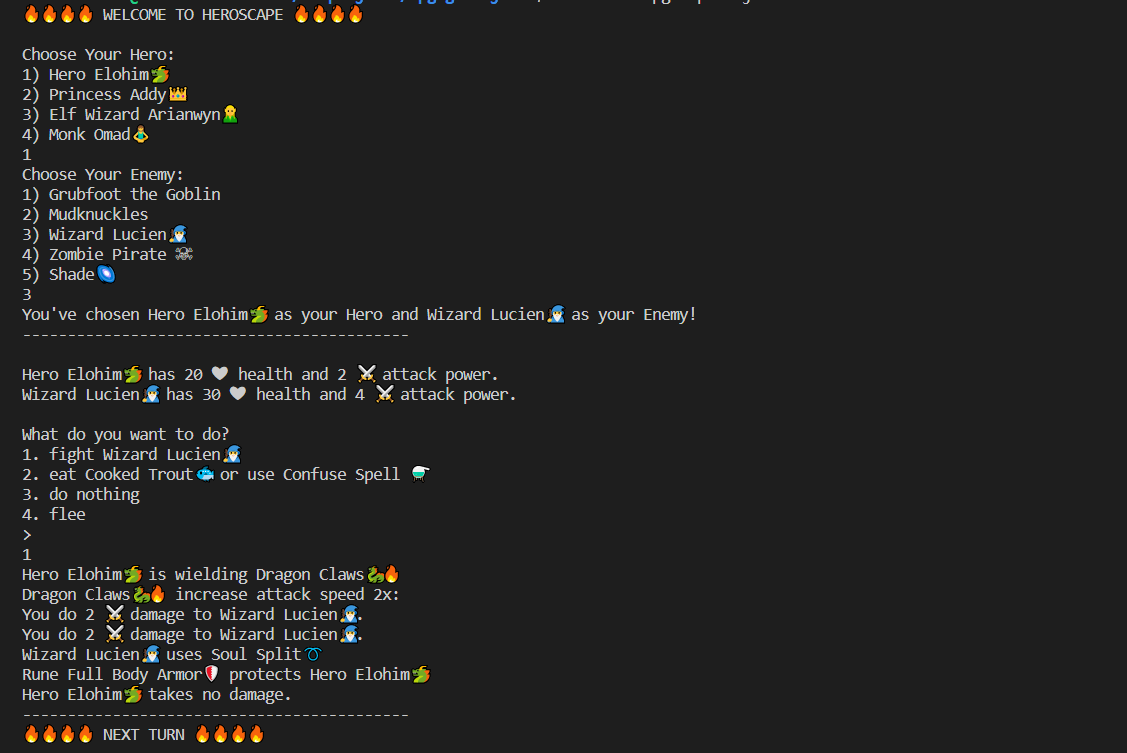 🔥🔥🔥🔥 WELCOME TO HEROSCAPE 🔥🔥🔥🔥
Choose Your Hero:
1) Hero Elohim🐲
2) Princess Addy👑
3) Elf Wizard Arianwyn🧝
4) Monk Omad🧘
1
Choose Your Enemy:
1) Grubfoot the Goblin
2) Mudknuckles
3) Wizard Lucien🧙
4) Zombie Pirate ☠
5) Shade🌌
3
You've chosen Hero Elohim🐲 as your Hero and Wizard Lucien🧙 as your Enemy!
-------------------------------------------
Hero Elohim🐲 has 20 🤍 health and 2 ⚔ attack power.
Wizard Lucien🧙 has 30 🤍 health and 4 ⚔ attack power.
What do you want to do?
1. fight Wizard Lucien🧙
2. eat Cooked Trout🐟 or use Confuse Spell ⚗
3. do nothing
4. flee
>
1
Hero Elohim🐲 is wielding Dragon Claws🐉🔥
Dragon Claws🐉🔥 increase attack speed 2x:
You do 2 ⚔ damage to Wizard Lucien🧙.
You do 2 ⚔ damage to Wizard Lucien🧙.
Wizard Lucien🧙 uses Soul Split➰
Rune Full Body Armor🛡 protects Hero Elohim🐲
Hero Elohim🐲 takes no damage.
-------------------------------------------
🔥🔥🔥🔥 NEXT TURN 🔥🔥🔥🔥